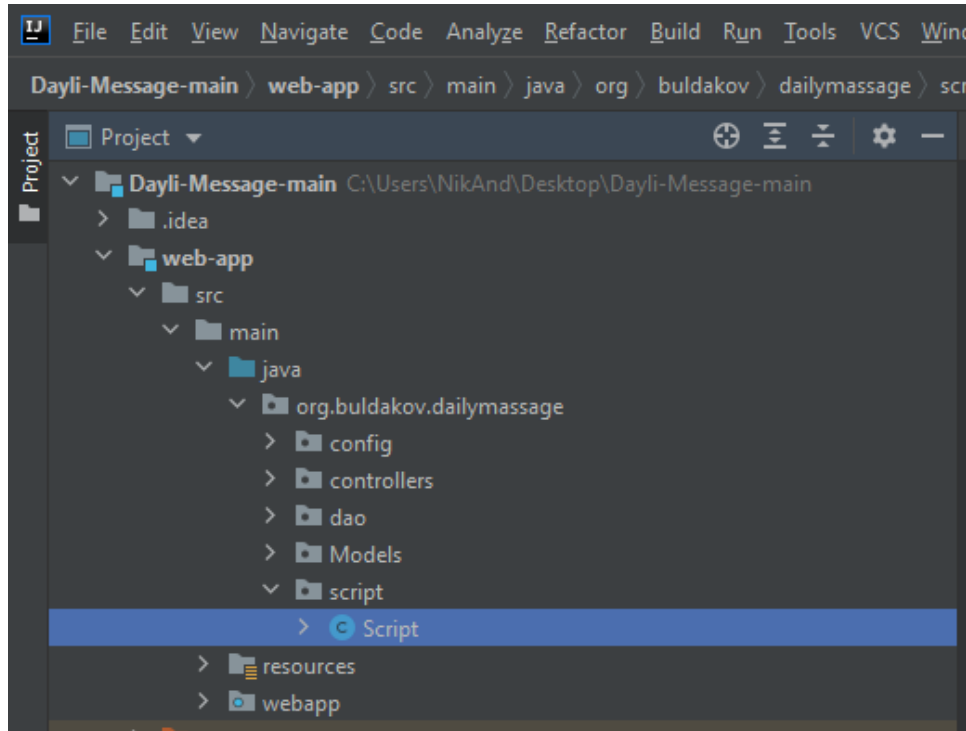 IJ File Edit View Navigate Code Analyze Refactor Build Run Tools VCS
Dayli-Message-main web-app src main java org buldakov dailymassage
Project
Project
Dayli-Message-main C:\Users\NikAnd\Desktop\Dayli-Message-main
.idea
web-app
src
main
java
org.buldakov.dailymassage
config
controllers
dao
Models
script
C Script
resources
webapp